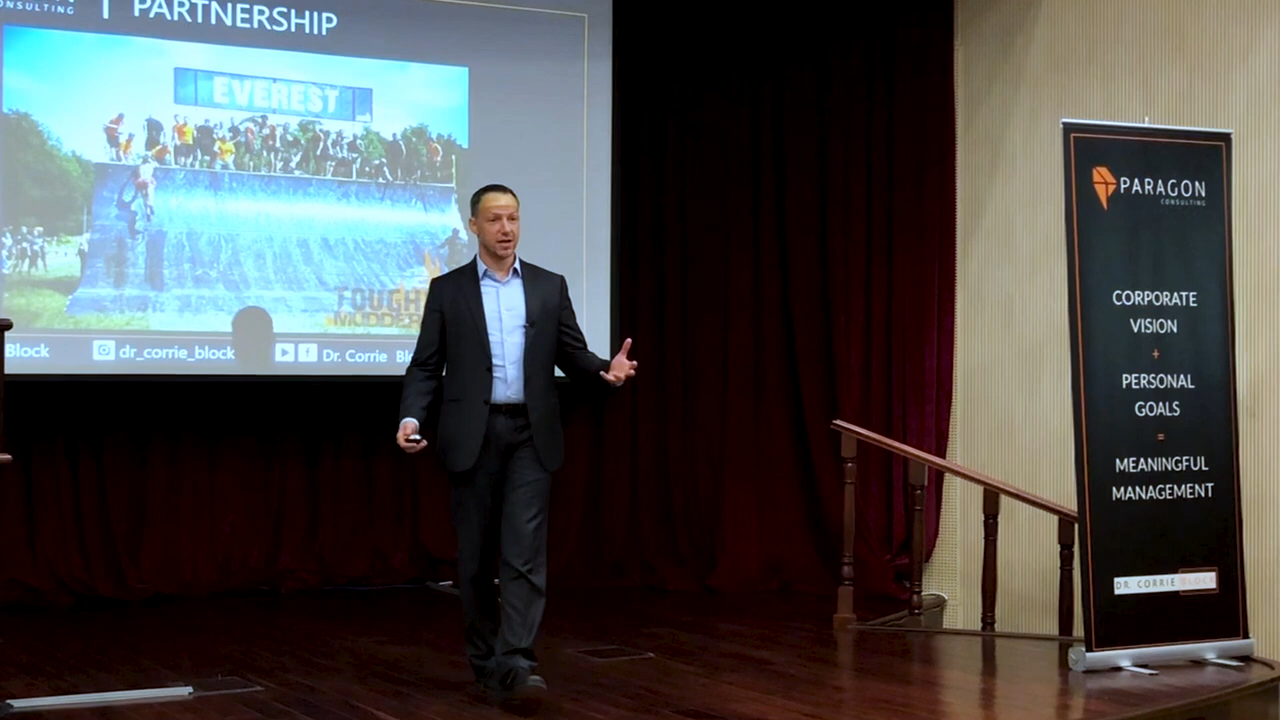 CONSULTING
PARTNERSHIP
EVEREST
TOUGH
MUDDER
Block
dr_corrie_block
Dr. Corrie
PARAGON
CONSULTING
CORPORATE
VISION
+
PERSONAL
GOALS
=
MEANINGFUL
MANAGEMENT
DR. CORRIE BLOCK